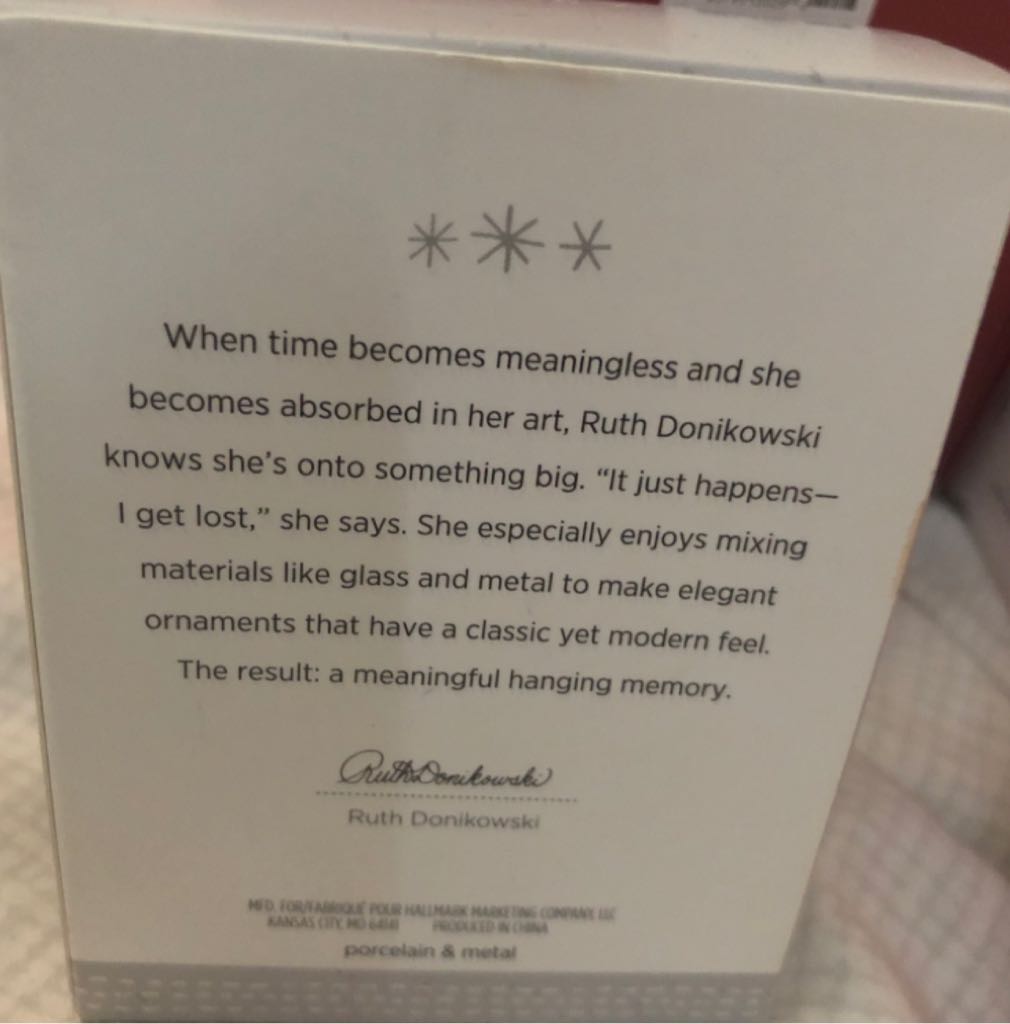 When time becomes meaningless and she
becomes absorbed in her art, Ruth Donikowski
knows she's onto something big. “It just happens—
I get lost,” she says. She especially enjoys mixing
materials like glass and metal to make elegant
ornaments that have a classic yet modern feel.
The result: a meaningful hanging memory.
Ruth Donikowski
Ruth Donikowski
MFD. FOR/FABRIQUÉ POUR HALLMARK MARKETING COMPANY, LLC
KANSAS CITY, MO 64141 PRODUCED IN CHINA
porcelain & metal